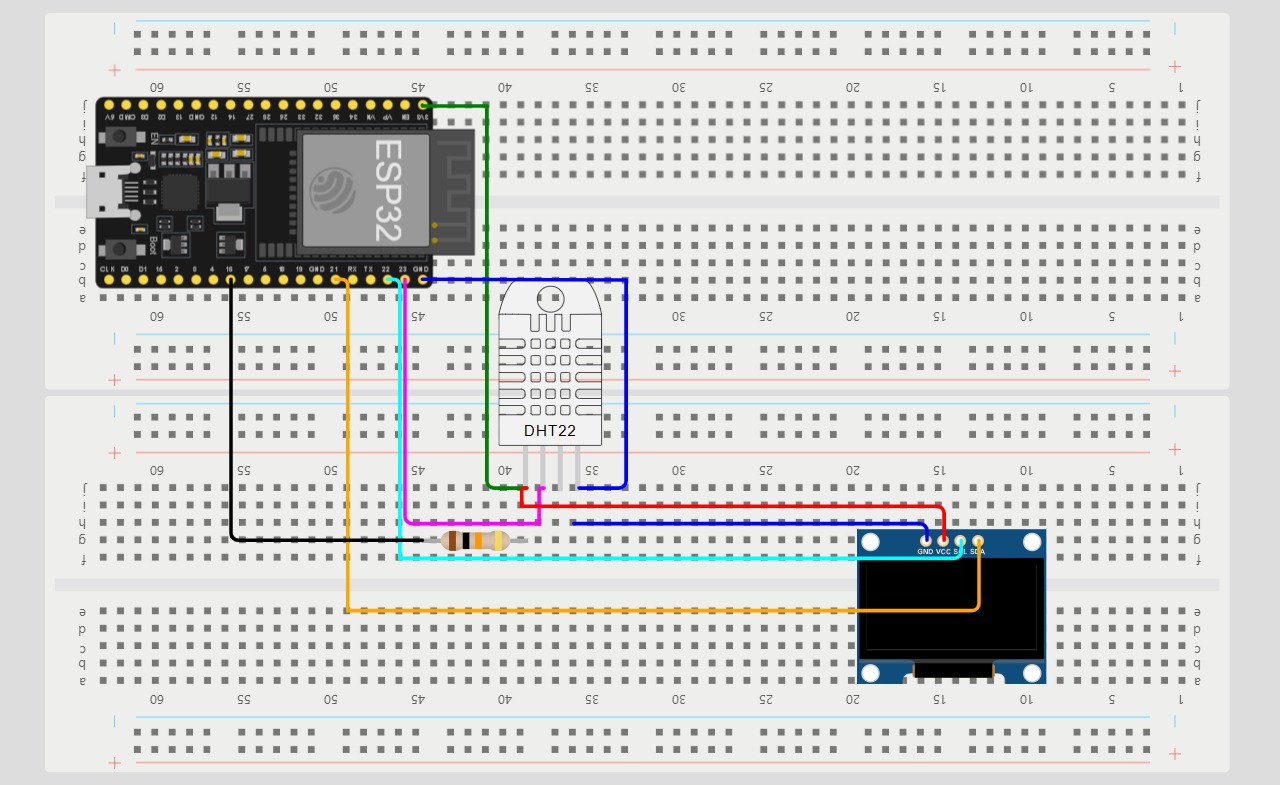 60 55 50 45 40 35 30 25 20 15 10 5 1
j j
3V3 EN VP VN 34 35 32 33 25 26 27 14 12 GND 13 D2 D3 CMD 5V
i i
h EN h
g g
f f
ESP32
e e
d Boot d
c c
CLK D0 D1 15 2 0 4 16 17 5 18 19 GND 21 RX TX 22 23 GND
b b
a a
60 55 50 45 35 30 25 20 15 10 5 1
DHT22
60 55 50 45 40 35 30 25 20 15 10 5 1
j j
i i
h h
g g
GND VCC SCL SDA
f f
e e
d d
c c
b b
a a
60 55 50 45 40 35 30 25 20 15 10 5 1